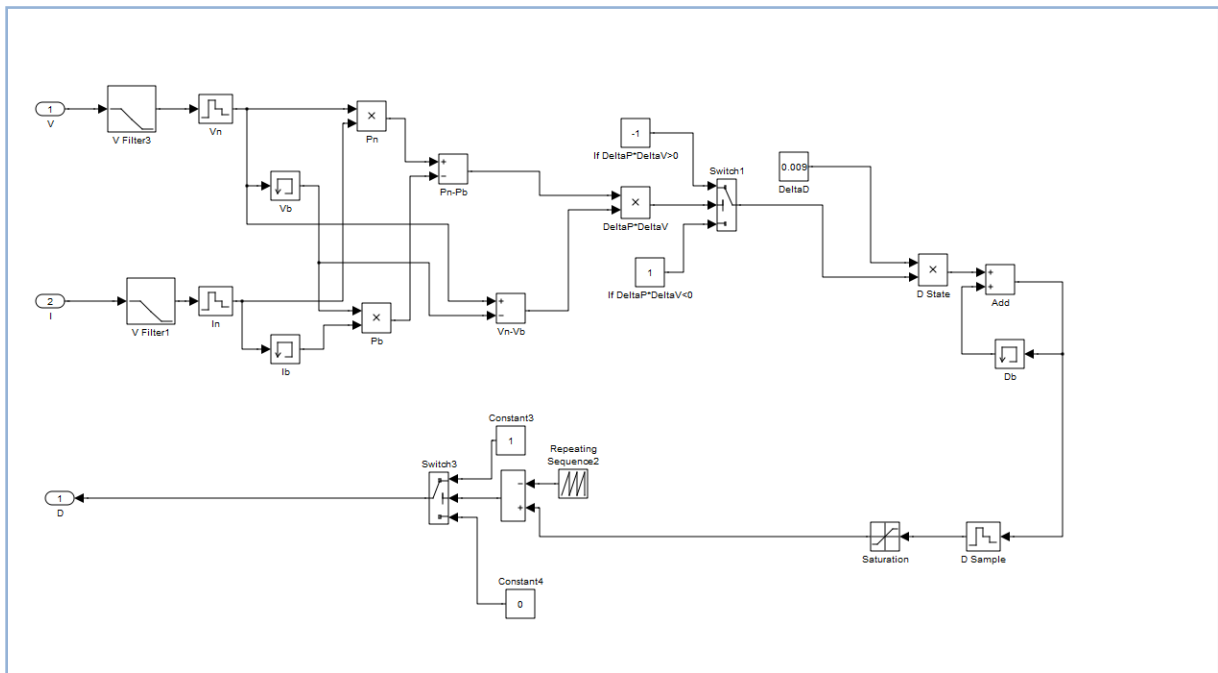 1
V
V Filter3
Vn
×
Pn
Vb
+
−
Pn-Pb
-1
If DeltaP*DeltaV>0
×
DeltaP*DeltaV
1
If DeltaP*DeltaV<0
Switch1
0.009
DeltaD
×
D State
+
+
Add
Db
2
I
V Filter1
In
Ib
×
Pb
+
−
Vn-Vb
Constant3
1
Repeating
Sequence2
Switch3
−
+
1
D
Constant4
0
Saturation
D Sample